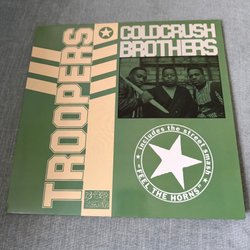 TROOPERS
COLDCRUSH
BROTHERS
includes the street smash
"FEEL THE HORNS"